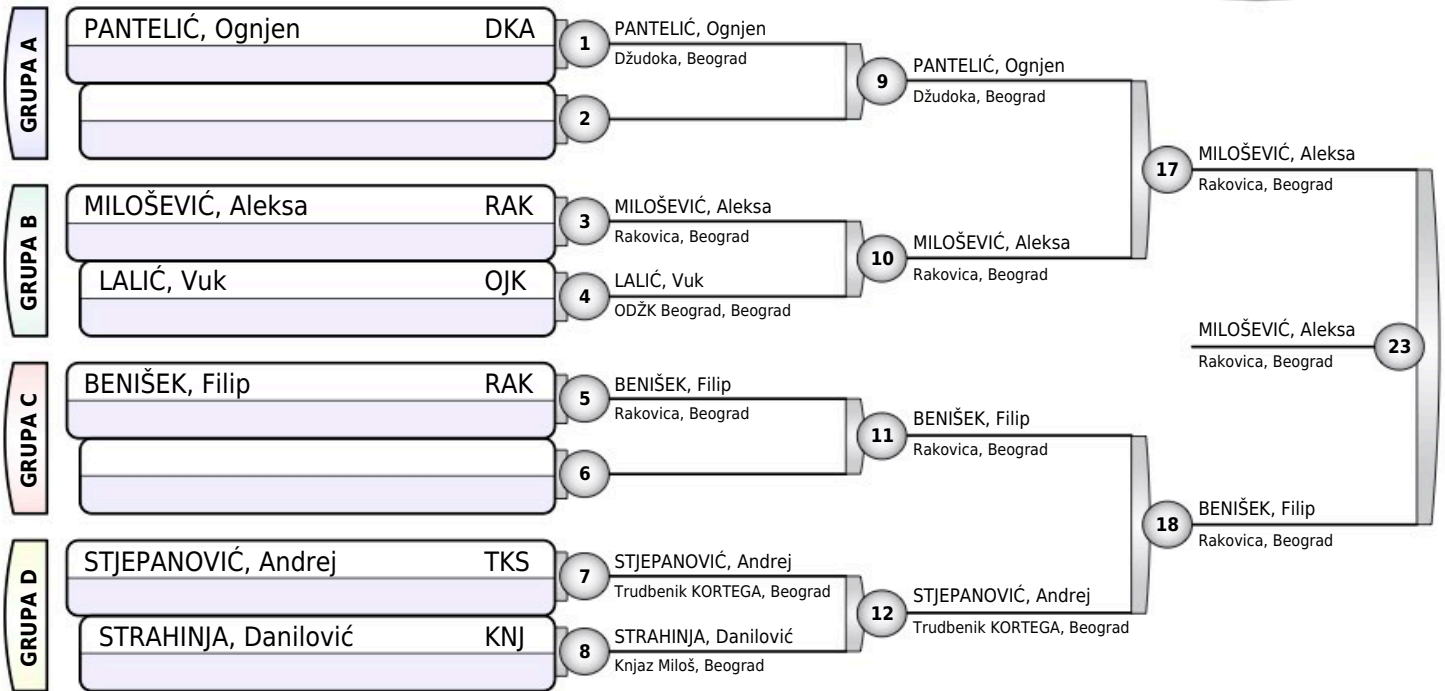 GRUPA A
PANTELIĆ, Ognjen DKA
1
PANTELIĆ, Ognjen
Džudoka, Beograd
2
9
PANTELIĆ, Ognjen
Džudoka, Beograd
GRUPA B
MILOŠEVIĆ, Aleksa RAK
3
MILOŠEVIĆ, Aleksa
Rakovica, Beograd
LALIĆ, Vuk OJK
4
LALIĆ, Vuk
ODŽK Beograd, Beograd
10
MILOŠEVIĆ, Aleksa
Rakovica, Beograd
17
MILOŠEVIĆ, Aleksa
Rakovica, Beograd
GRUPA C
BENIŠEK, Filip RAK
5
BENIŠEK, Filip
Rakovica, Beograd
6
11
BENIŠEK, Filip
Rakovica, Beograd
GRUPA D
STJEPANOVIĆ, Andrej TKS
7
STJEPANOVIĆ, Andrej
Trudbenik KORTEGA, Beograd
STRAHINJA, Danilović KNJ
8
STRAHINJA, Danilović
Knjaz Miloš, Beograd
12
STJEPANOVIĆ, Andrej
Trudbenik KORTEGA, Beograd
18
BENIŠEK, Filip
Rakovica, Beograd
MILOŠEVIĆ, Aleksa
Rakovica, Beograd
23